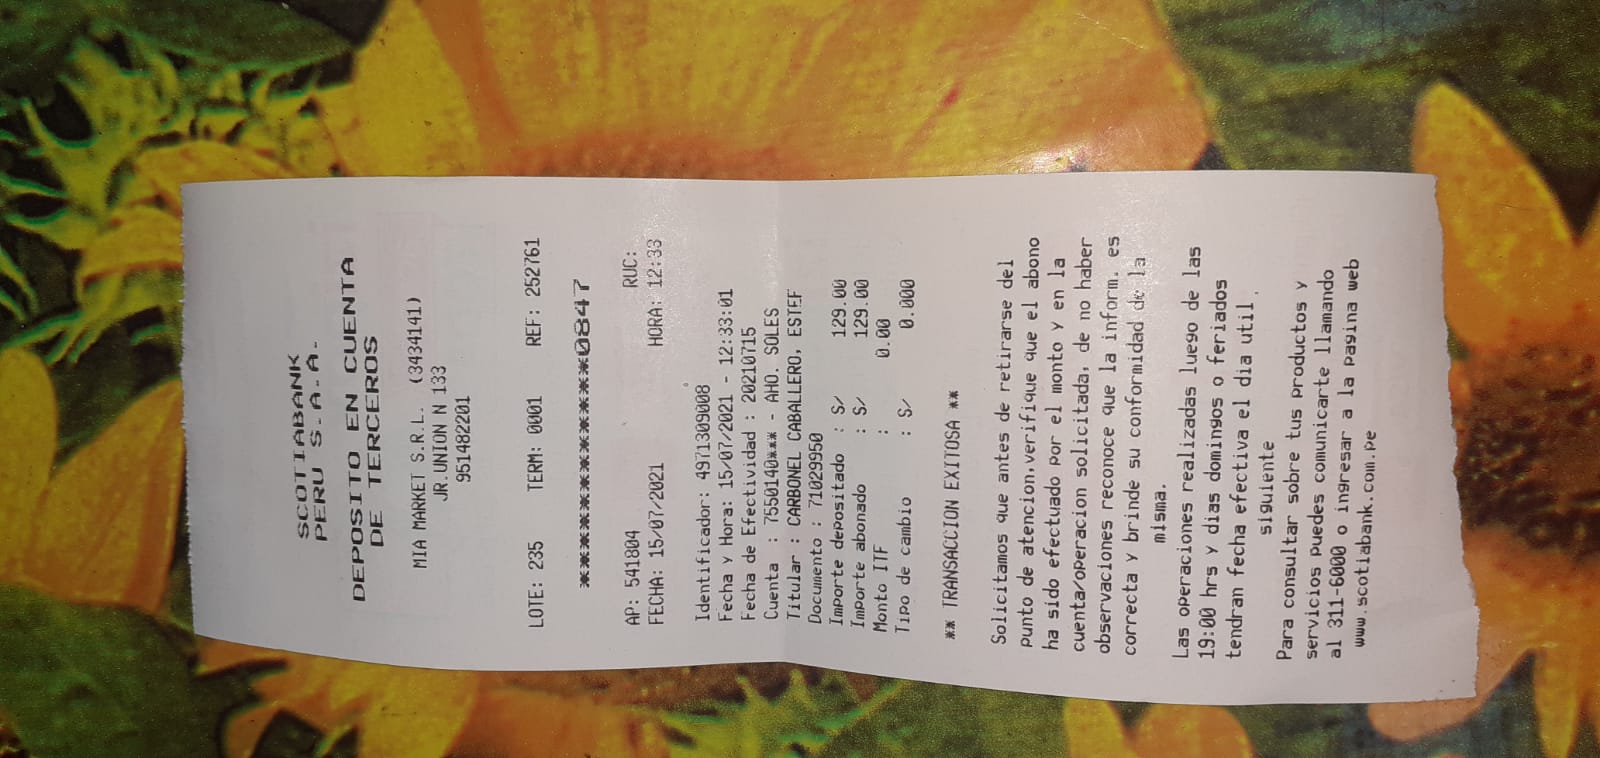 SCOTIABANK
PERU S.A.A.
DEPOSITO EN CUENTA
DE TERCEROS
MIA MARKET S.R.L. (3434141)
JR.UNION N 133
951482201
LOTE: 235 TERM: 0001 REF: 252761
************0847
AP: 541804 RUC:
FECHA: 15/07/2021 HORA: 12:33
Identificador: 4971309008
Fecha y Hora: 15/07/2021 - 12:33:01
Fecha de Efectividad : 20210715
Cuenta : 7550140*** - AHO. SOLES
Titular : CARBONEL CABALLERO, ESTEF
Documento : 71029950
Importe depositado : S/ 129.00
Importe abonado : S/ 129.00
Monto ITF : 0.00
Tipo de cambio : S/ 0.000
** TRANSACCION EXITOSA **
Solicitamos que antes de retirarse del
punto de atencion,verifique que el abono
ha sido efectuado por el monto y en la
cuenta/operacion solicitada, de no haber
observaciones reconoce que la inform. es
correcta y brinde su conformidad de la
misma.
Las operaciones realizadas luego de las
19:00 hrs y dias domingos o feriados
tendran fecha efectiva el dia util
siguiente
Para consultar sobre tus productos y
servicios puedes comunicarte llamando
al 311-6000 o ingresar a la pagina web
www.scotiabank.com.pe